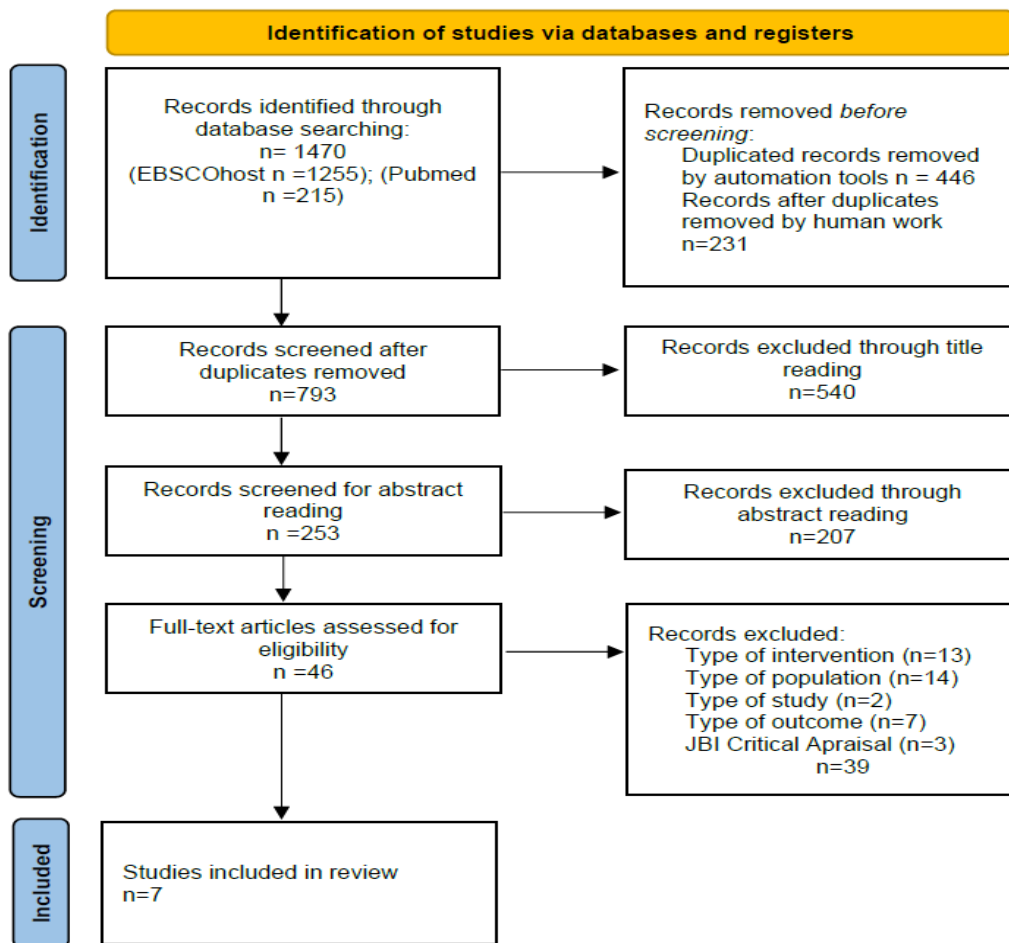 Identification of studies via databases and registers
Identification
Records identified through
database searching:
n= 1470
(EBSCOhost n =1255); (Pubmed
n =215)
Records removed before
screening:
Duplicated records removed
by automation tools n = 446
Records after duplicates
removed by human work
n=231
Screening
Records screened after
duplicates removed
n=793
Records excluded through title
reading
n=540
Records screened for abstract
reading
n =253
Records excluded through
abstract reading
n=207
Full-text articles assessed for
eligibility
n =46
Records excluded:
Type of intervention (n=13)
Type of population (n=14)
Type of study (n=2)
Type of outcome (n=7)
JBI Critical Appraisal (n=3)
n=39
Included
Studies included in review
n=7